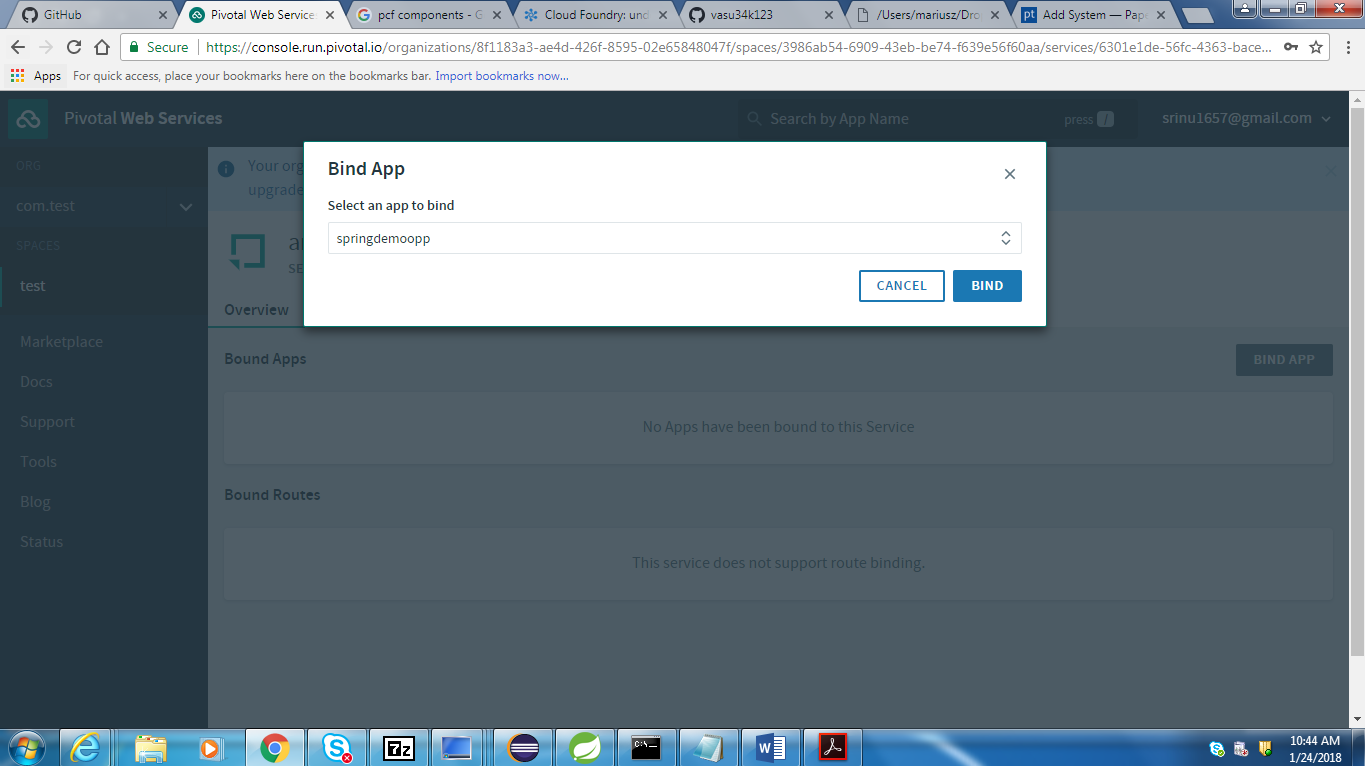 GitHub
Pivotal Web Service
pcf components - G
Cloud Foundry: und
vasu34k123
/Users/mariusz/Dro
Add System — Pape
Secure
https://console.run.pivotal.io/organizations/8f1183a3-ae4d-426f-8595-02e65848047f/spaces/3986ab54-6909-43eb-be74-f639e56f60aa/services/6301e1de-56fc-4363-bace...
Apps
For quick access, place your bookmarks here on the bookmarks bar. Import bookmarks now...
Pivotal Web Services
Search by App Name
press /
srinu1657@gmail.com
ORG
com.test
SPACES
test
Marketplace
Docs
Support
Tools
Blog
Status
Your org
upgrade
Bind App
Select an app to bind
springdemoopp
CANCEL
BIND
SE
Overview
Bound Apps
BIND APP
No Apps have been bound to this Service
Bound Routes
This service does not support route binding.
7z
C:\
pt
10:44 AM
1/24/2018